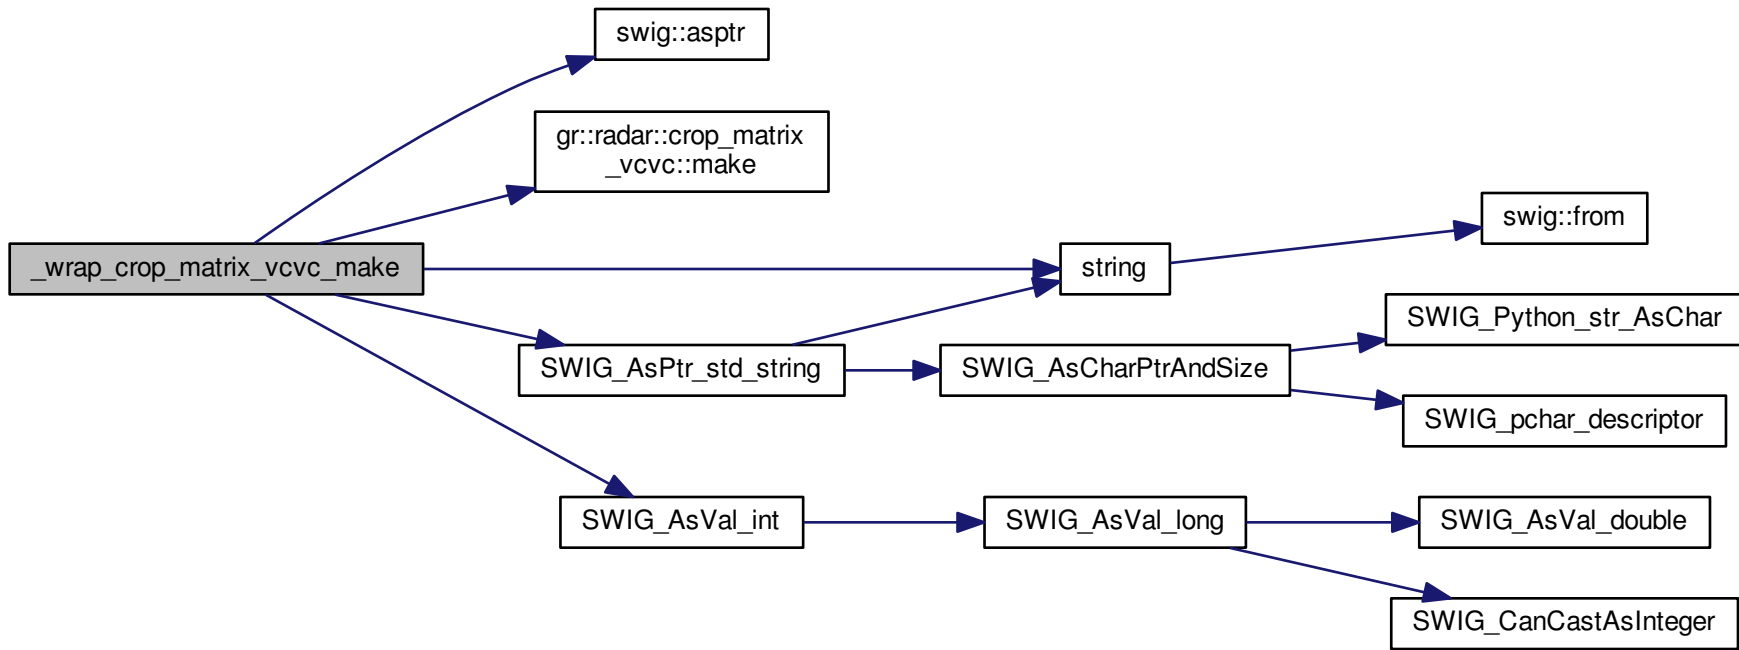 swig::asptr
gr::radar::crop_matrix
_vcvc::make
swig::from
_wrap_crop_matrix_vcvc_make
string
SWIG_Python_str_AsChar
SWIG_AsPtr_std_string
SWIG_AsCharPtrAndSize
SWIG_pchar_descriptor
SWIG_AsVal_int
SWIG_AsVal_long
SWIG_AsVal_double
SWIG_CanCastAsInteger